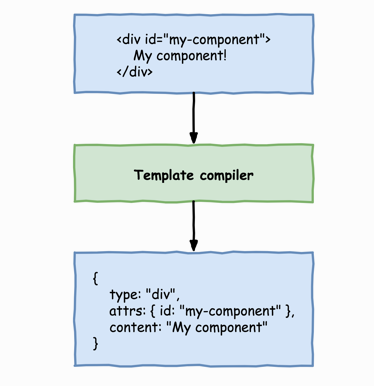 <div id="my-component">
My component!
</div>
Template compiler
{
type: "div",
attrs: { id: "my-component" },
content: "My component"
}